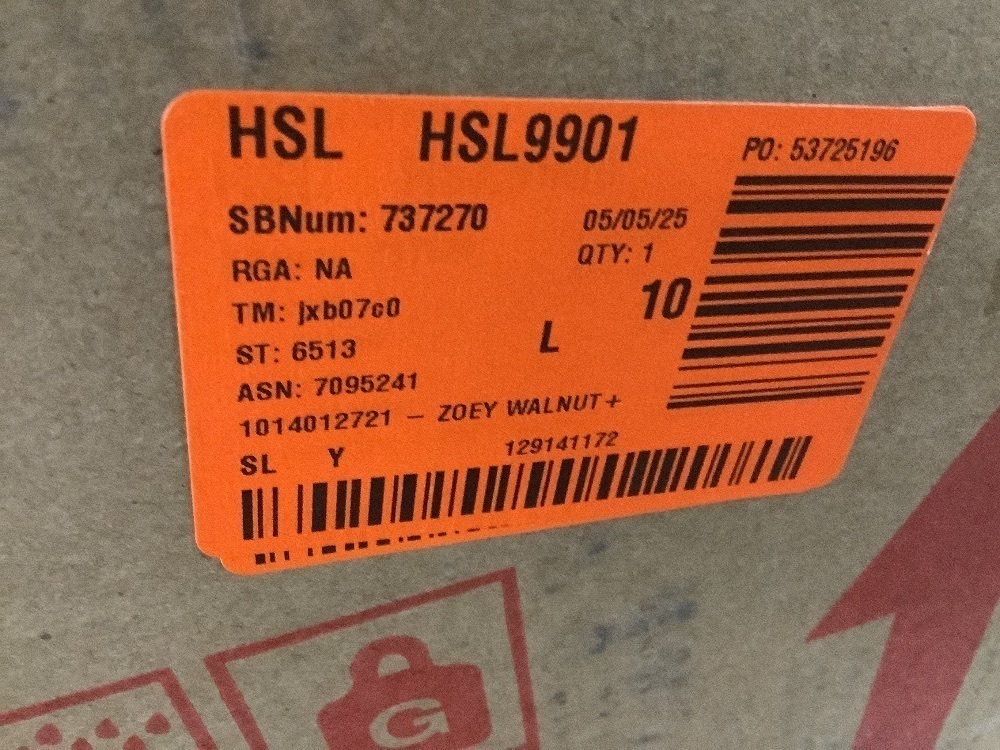 HSL HSL9901 PO: 53725196
SBNum: 737270 05/05/25
RGA: NA QTY: 1
TM: jxb07c0 10
ST: 6513 L
ASN: 7095241
1014012721 – ZOEY WALNUT+
SL Y 129141172
G